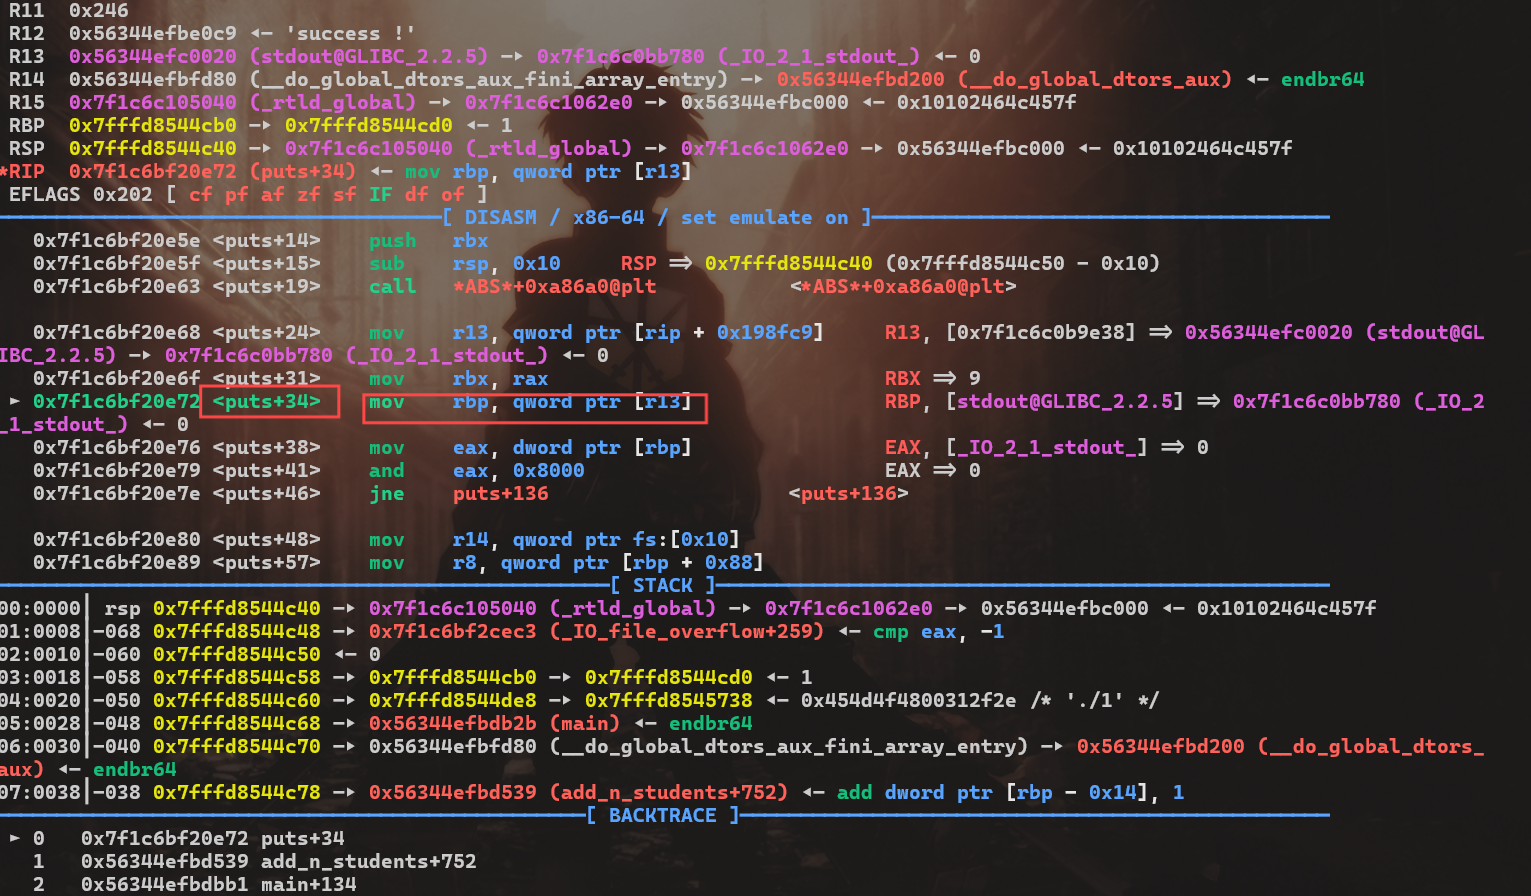 R11  0x246
R12  0x56344efbe0c9 ◂— 'success !'
R13  0x56344efc0020 (stdout@GLIBC_2.2.5) —▸ 0x7f1c6c0bb780 (_IO_2_1_stdout_) ◂— 0
R14  0x56344efbfd80 (__do_global_dtors_aux_fini_array_entry) —▸ 0x56344efbd200 (__do_global_dtors_aux) ◂— endbr64
R15  0x7f1c6c105040 (_rtld_global) —▸ 0x7f1c6c1062e0 —▸ 0x56344efbc000 ◂— 0x10102464c457f
RBP  0x7fffd8544cb0 —▸ 0x7fffd8544cd0 ◂— 1
RSP  0x7fffd8544c40 —▸ 0x7f1c6c105040 (_rtld_global) —▸ 0x7f1c6c1062e0 —▸ 0x56344efbc000 ◂— 0x10102464c457f
*RIP  0x7f1c6bf20e72 (puts+34) ◂— mov rbp, qword ptr [r13]
EFLAGS 0x202 [ cf pf af zf sf IF df of ]
[ DISASM / x86-64 / set emulate on ]
0x7f1c6bf20e5e <puts+14>    push   rbx
0x7f1c6bf20e5f <puts+15>    sub    rsp, 0x10     RSP => 0x7fffd8544c40 (0x7fffd8544c50 - 0x10)
0x7f1c6bf20e63 <puts+19>    call   *ABS*+0xa86a0@plt           <*ABS*+0xa86a0@plt>
0x7f1c6bf20e68 <puts+24>    mov    r13, qword ptr [rip + 0x198fc9]     R13, [0x7f1c6c0b9e38] => 0x56344efc0020 (stdout@GL
IBC_2.2.5) —▸ 0x7f1c6c0bb780 (_IO_2_1_stdout_) ◂— 0
0x7f1c6bf20e6f <puts+31>    mov    rbx, rax                            RBX => 9
► 0x7f1c6bf20e72 <puts+34>    mov    rbp, qword ptr [r13]                RBP, [stdout@GLIBC_2.2.5] => 0x7f1c6c0bb780 (_IO_2
_1_stdout_) ◂— 0
0x7f1c6bf20e76 <puts+38>    mov    eax, dword ptr [rbp]                EAX, [_IO_2_1_stdout_] => 0
0x7f1c6bf20e79 <puts+41>    and    eax, 0x8000                         EAX => 0
0x7f1c6bf20e7e <puts+46>    jne    puts+136                    <puts+136>
0x7f1c6bf20e80 <puts+48>    mov    r14, qword ptr fs:[0x10]
0x7f1c6bf20e89 <puts+57>    mov    r8, qword ptr [rbp + 0x88]
[ STACK ]
00:0000│ rsp 0x7fffd8544c40 —▸ 0x7f1c6c105040 (_rtld_global) —▸ 0x7f1c6c1062e0 —▸ 0x56344efbc000 ◂— 0x10102464c457f
01:0008│-068 0x7fffd8544c48 —▸ 0x7f1c6bf2cec3 (_IO_file_overflow+259) ◂— cmp eax, -1
02:0010│-060 0x7fffd8544c50 ◂— 0
03:0018│-058 0x7fffd8544c58 —▸ 0x7fffd8544cb0 —▸ 0x7fffd8544cd0 ◂— 1
04:0020│-050 0x7fffd8544c60 —▸ 0x7fffd8544de8 —▸ 0x7fffd8545738 ◂— 0x454d4f4800312f2e /* './1' */
05:0028│-048 0x7fffd8544c68 —▸ 0x56344efbdb2b (main) ◂— endbr64
06:0030│-040 0x7fffd8544c70 —▸ 0x56344efbfd80 (__do_global_dtors_aux_fini_array_entry) —▸ 0x56344efbd200 (__do_global_dtors_
aux) ◂— endbr64
07:0038│-038 0x7fffd8544c78 —▸ 0x56344efbd539 (add_n_students+752) ◂— add dword ptr [rbp - 0x14], 1
[ BACKTRACE ]
► 0   0x7f1c6bf20e72 puts+34
1   0x56344efbd539 add_n_students+752
2   0x56344efbdbb1 main+134